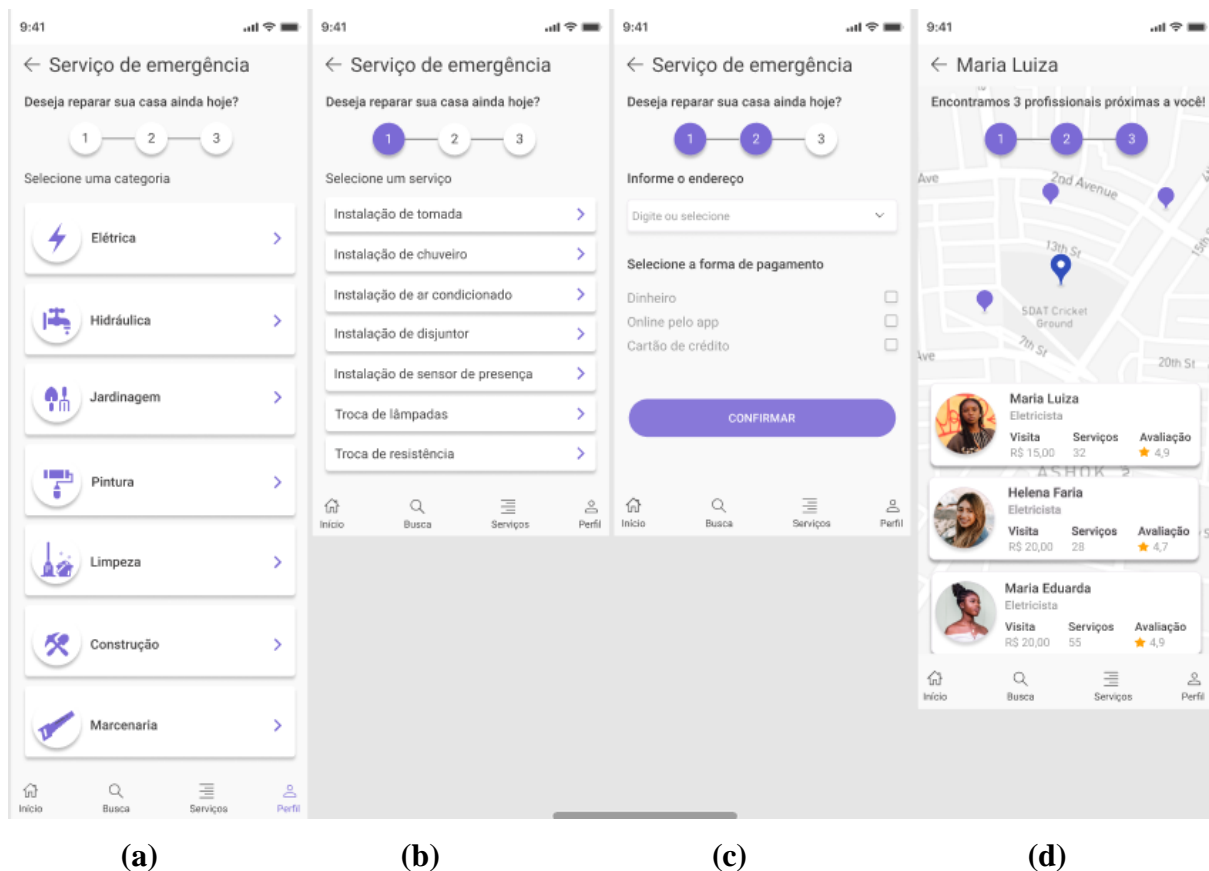 9:41
← Serviço de emergência
Deseja reparar sua casa ainda hoje?
1 2 3
Selecione uma categoria
Elétrica
Hidráulica
Jardinagem
Pintura
Limpeza
Construção
Marcenaria
Início Busca Serviços Perfil
(a)
9:41
← Serviço de emergência
Deseja reparar sua casa ainda hoje?
1 2 3
Selecione um serviço
Instalação de tomada
Instalação de chuveiro
Instalação de ar condicionado
Instalação de disjuntor
Instalação de sensor de presença
Troca de lâmpadas
Troca de resistência
Início Busca Serviços Perfil
(b)
9:41
← Serviço de emergência
Deseja reparar sua casa ainda hoje?
1 2 3
Informe o endereço
Digite ou selecione
Selecione a forma de pagamento
Dinheiro
Online pelo app
Cartão de crédito
CONFIRMAR
Início Busca Serviços Perfil
(c)
9:41
← Maria Luiza
Encontramos 3 profissionais próximas a você!
1 2 3
Ave
2nd Avenue
13th St
SDAT Cricket
Ground
7th St
Ave
20th St
Maria Luiza
Eletricista
Visita Serviços Avaliação
R$ 15,00 32 4,9
Helena Faria
Eletricista
Visita Serviços Avaliação
R$ 20,00 28 4,7
Maria Eduarda
Eletricista
Visita Serviços Avaliação
R$ 20,00 55 4,9
Início Busca Serviços Perfil
(d)